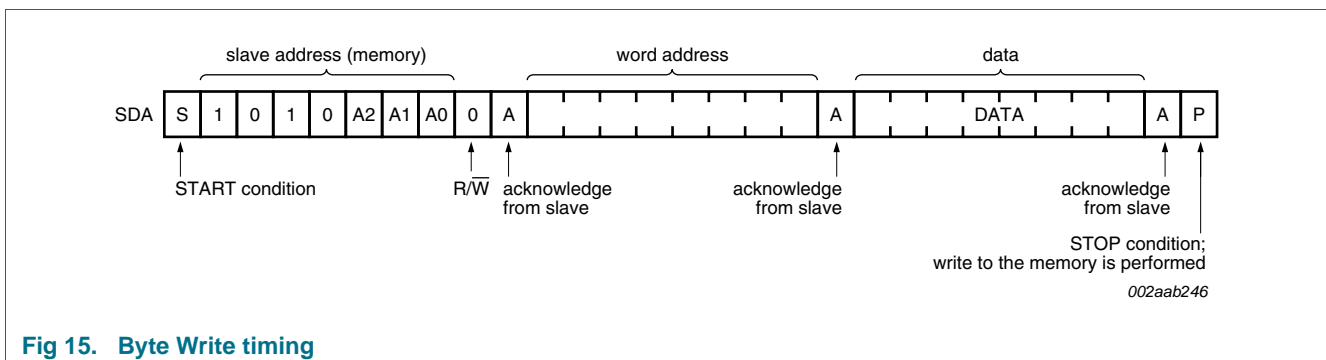 slave address (memory) word address data
SDA S 1 0 1 0 A2 A1 A0 0 A A DATA A P
START condition R/W̅ acknowledge from slave acknowledge from slave acknowledge from slave
STOP condition;
write to the memory is performed
002aab246
Fig 15. Byte Write timing